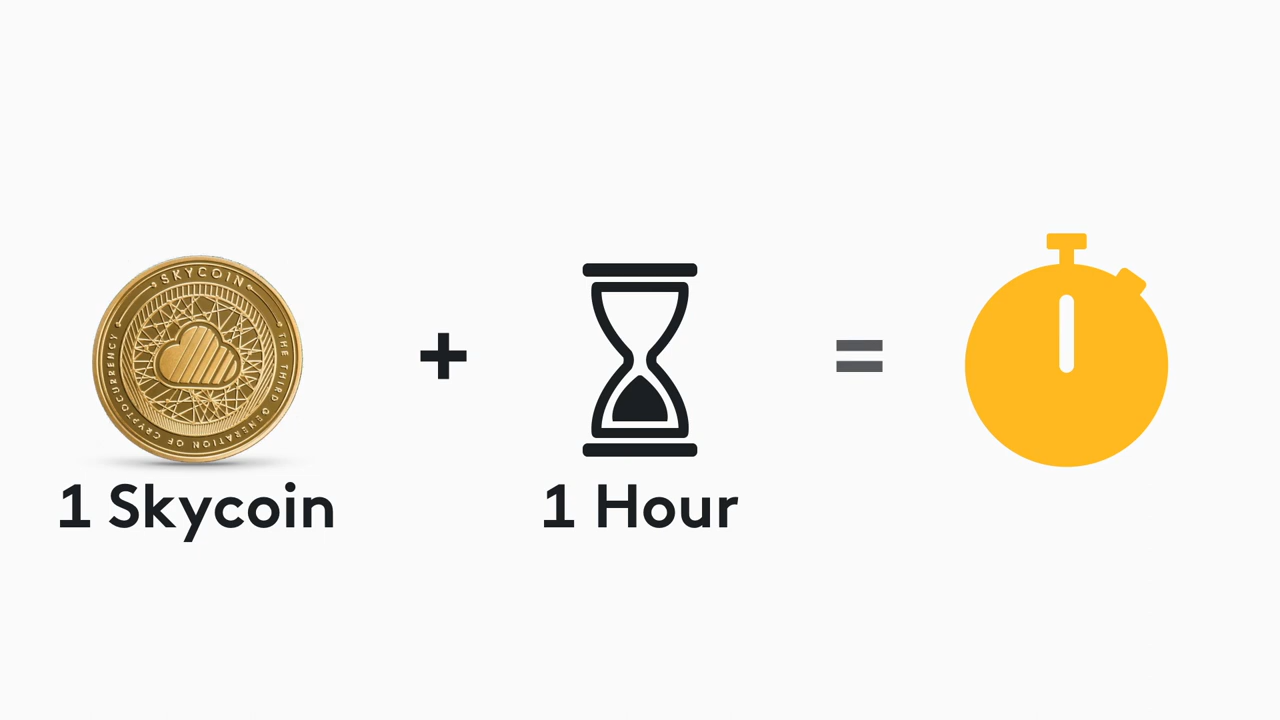 SKYCOIN
THE THIRD GENERATION OF CRYPTOCURRENCY
+
=
1 Skycoin
1 Hour